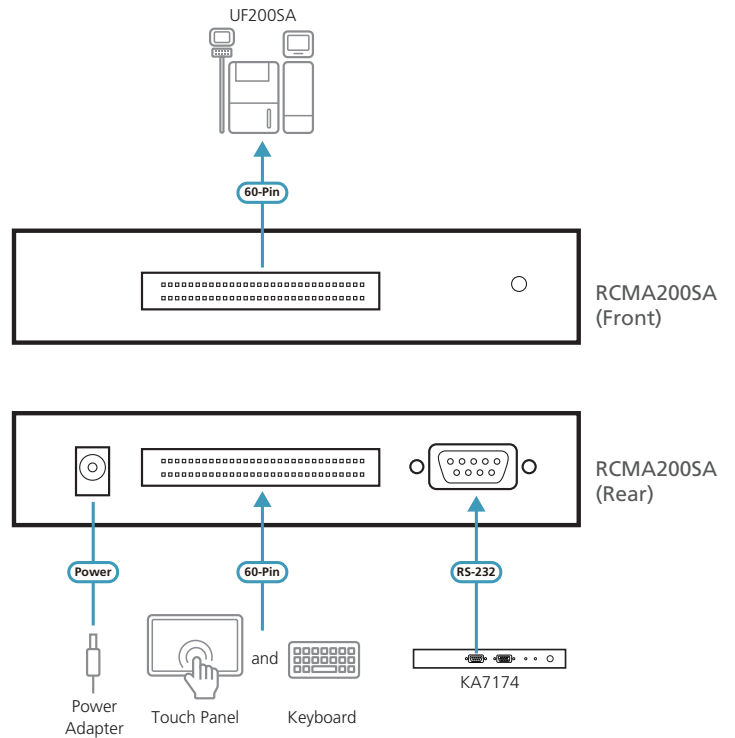 UF200SA
60-Pin
RCMA200SA
(Front)
RCMA200SA
(Rear)
Power
60-Pin
RS-232
and
KA7174
Power
Adapter
Touch Panel
Keyboard